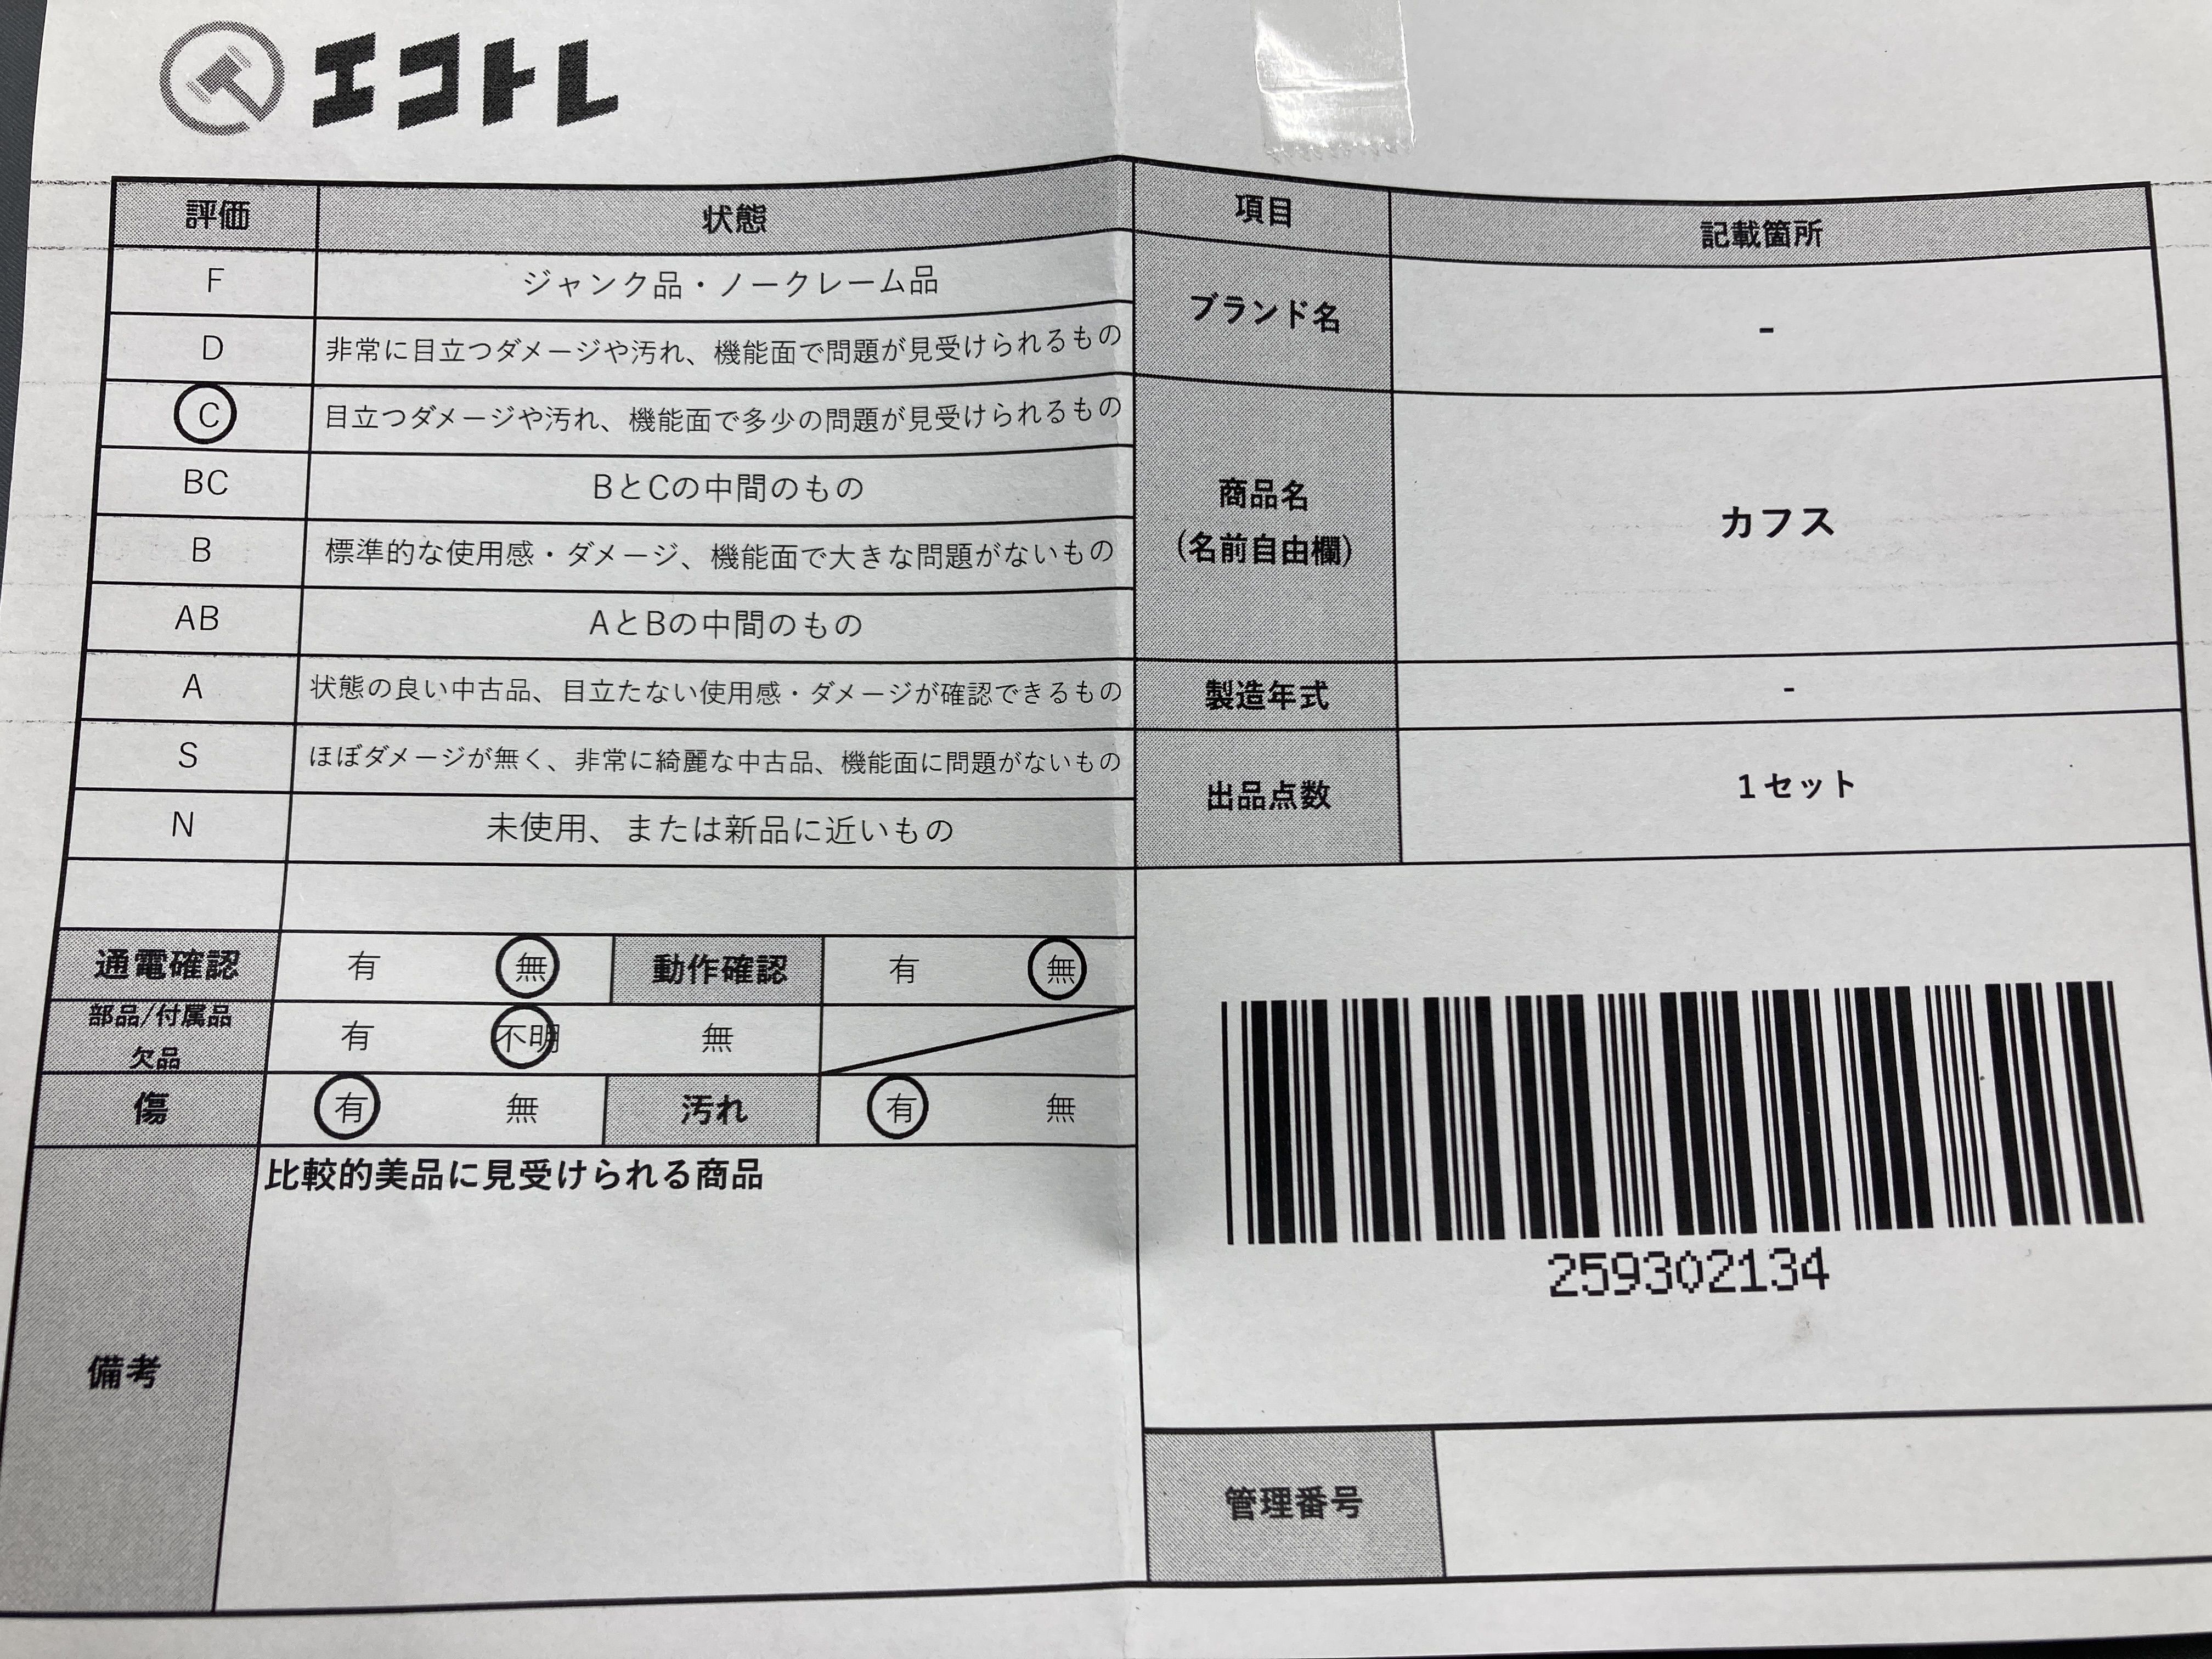 エコトレ
評価 状態
F ジャンク品・ノークレーム品
D 非常に目立つダメージや汚れ、機能面で問題が見受けられるもの
C 目立つダメージや汚れ、機能面で多少の問題が見受けられるもの
BC BとCの中間のもの
B 標準的な使用感・ダメージ、機能面で大きな問題がないもの
AB AとBの中間のもの
A 状態の良い中古品、目立たない使用感・ダメージが確認できるもの
S ほぼダメージが無く、非常に綺麗な中古品、機能面に問題がないもの
N 未使用、または新品に近いもの
通電確認 有 無 動作確認 有 無
部品/付属品
欠品
有 不明 無
傷 有 無 汚れ 有 無
備考
比較的美品に見受けられる商品
項目 記載箇所
ブランド名 -
商品名
(名前自由欄)
カフス
製造年式 -
出品点数 1セット
259302134
管理番号